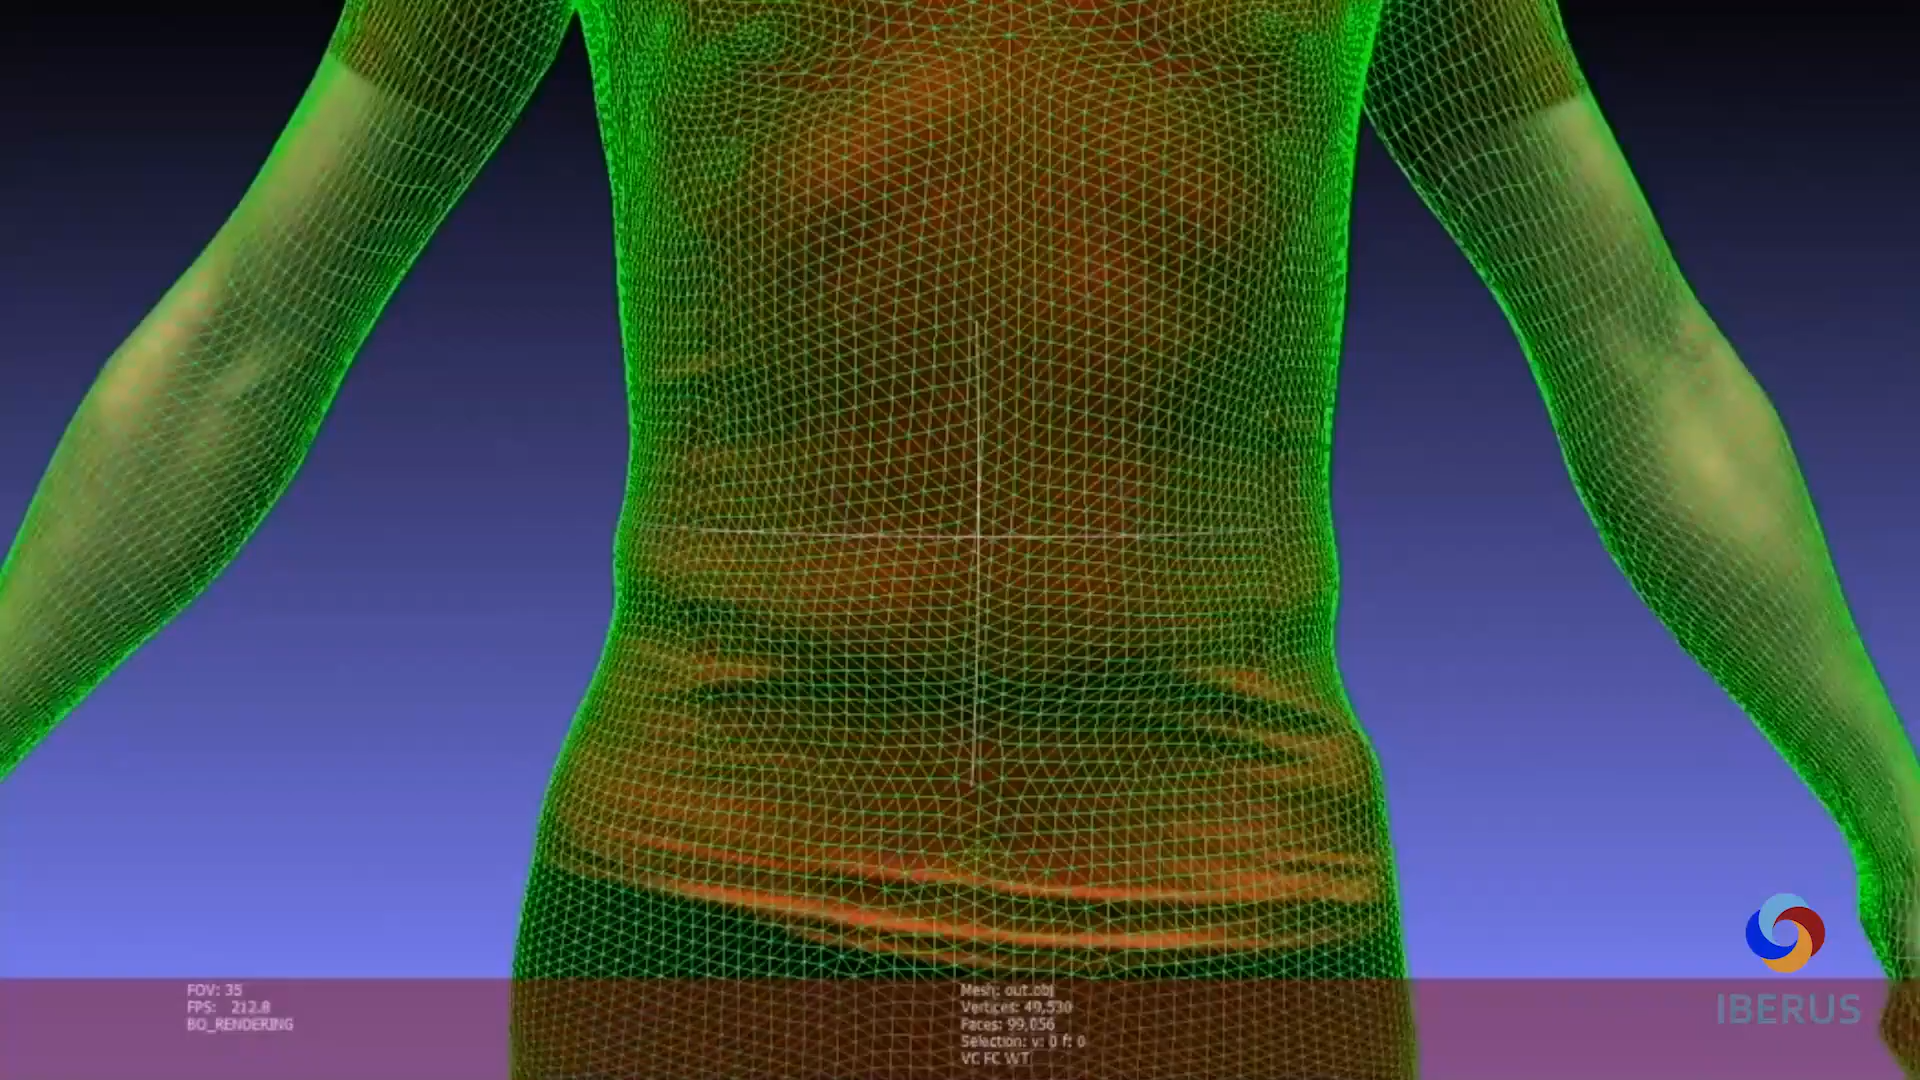 FOV: 35
FPS: 212.8
BO_RENDERING
Mesh: out.obj
Vertices: 49,530
Faces: 99,056
Selection: v: 0 f: 0
VC FC WT
IBERUS